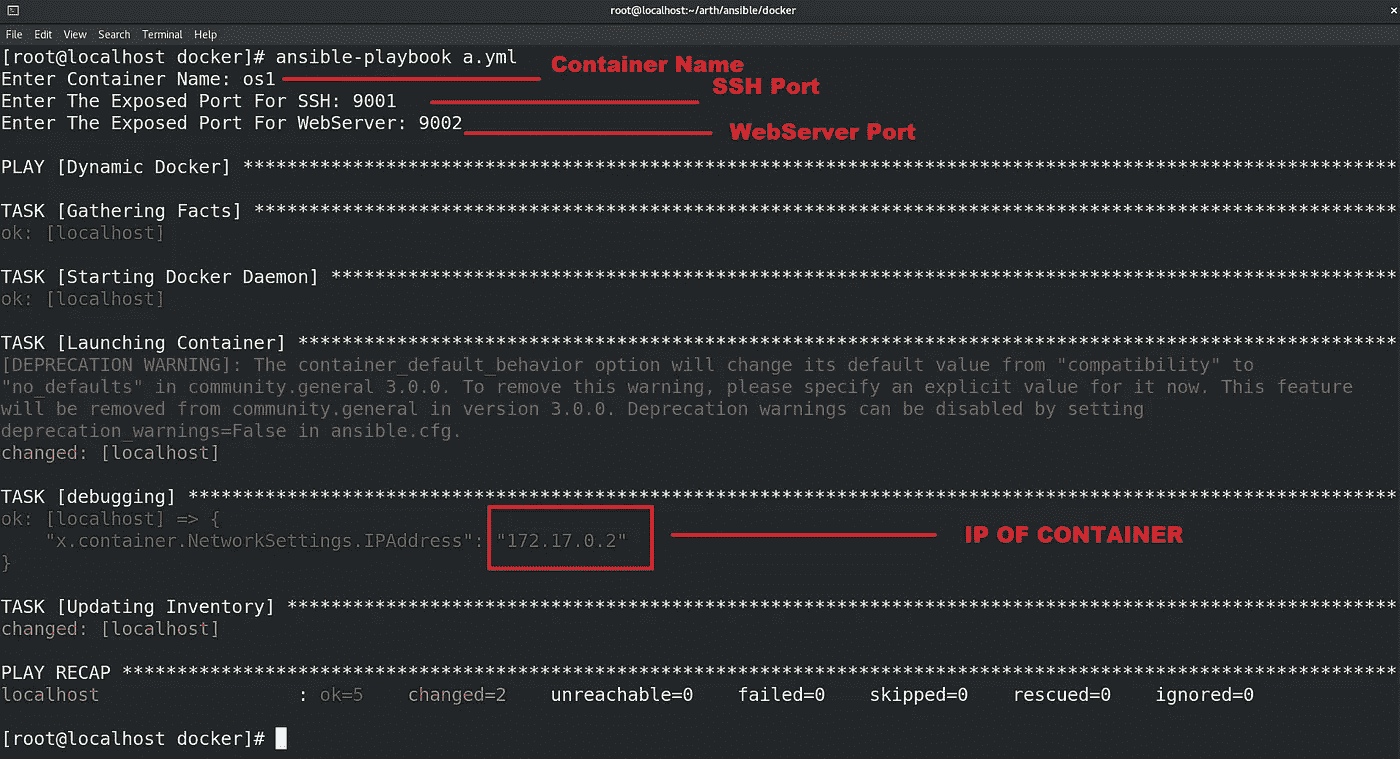 root@localhost:~/arth/ansible/docker
File Edit View Search Terminal Help
[root@localhost docker]# ansible-playbook a.yml
Container Name
Enter Container Name: os1
SSH Port
Enter The Exposed Port For SSH: 9001
Enter The Exposed Port For WebServer: 9002
WebServer Port
PLAY [Dynamic Docker] **********************************************************************************************************
TASK [Gathering Facts] *********************************************************************************************************
ok: [localhost]
TASK [Starting Docker Daemon] **************************************************************************************************
ok: [localhost]
TASK [Launching Container] *****************************************************************************************************
[DEPRECATION WARNING]: The container_default_behavior option will change its default value from "compatibility" to
"no_defaults" in community.general 3.0.0. To remove this warning, please specify an explicit value for it now. This feature
will be removed from community.general in version 3.0.0. Deprecation warnings can be disabled by setting
deprecation_warnings=False in ansible.cfg.
changed: [localhost]
TASK [debugging] ***************************************************************************************************************
ok: [localhost] => {
"x.container.NetworkSettings.IPAddress": "172.17.0.2"
IP OF CONTAINER
}
TASK [Updating Inventory] ******************************************************************************************************
changed: [localhost]
PLAY RECAP *********************************************************************************************************************
localhost : ok=5 changed=2 unreachable=0 failed=0 skipped=0 rescued=0 ignored=0
[root@localhost docker]#